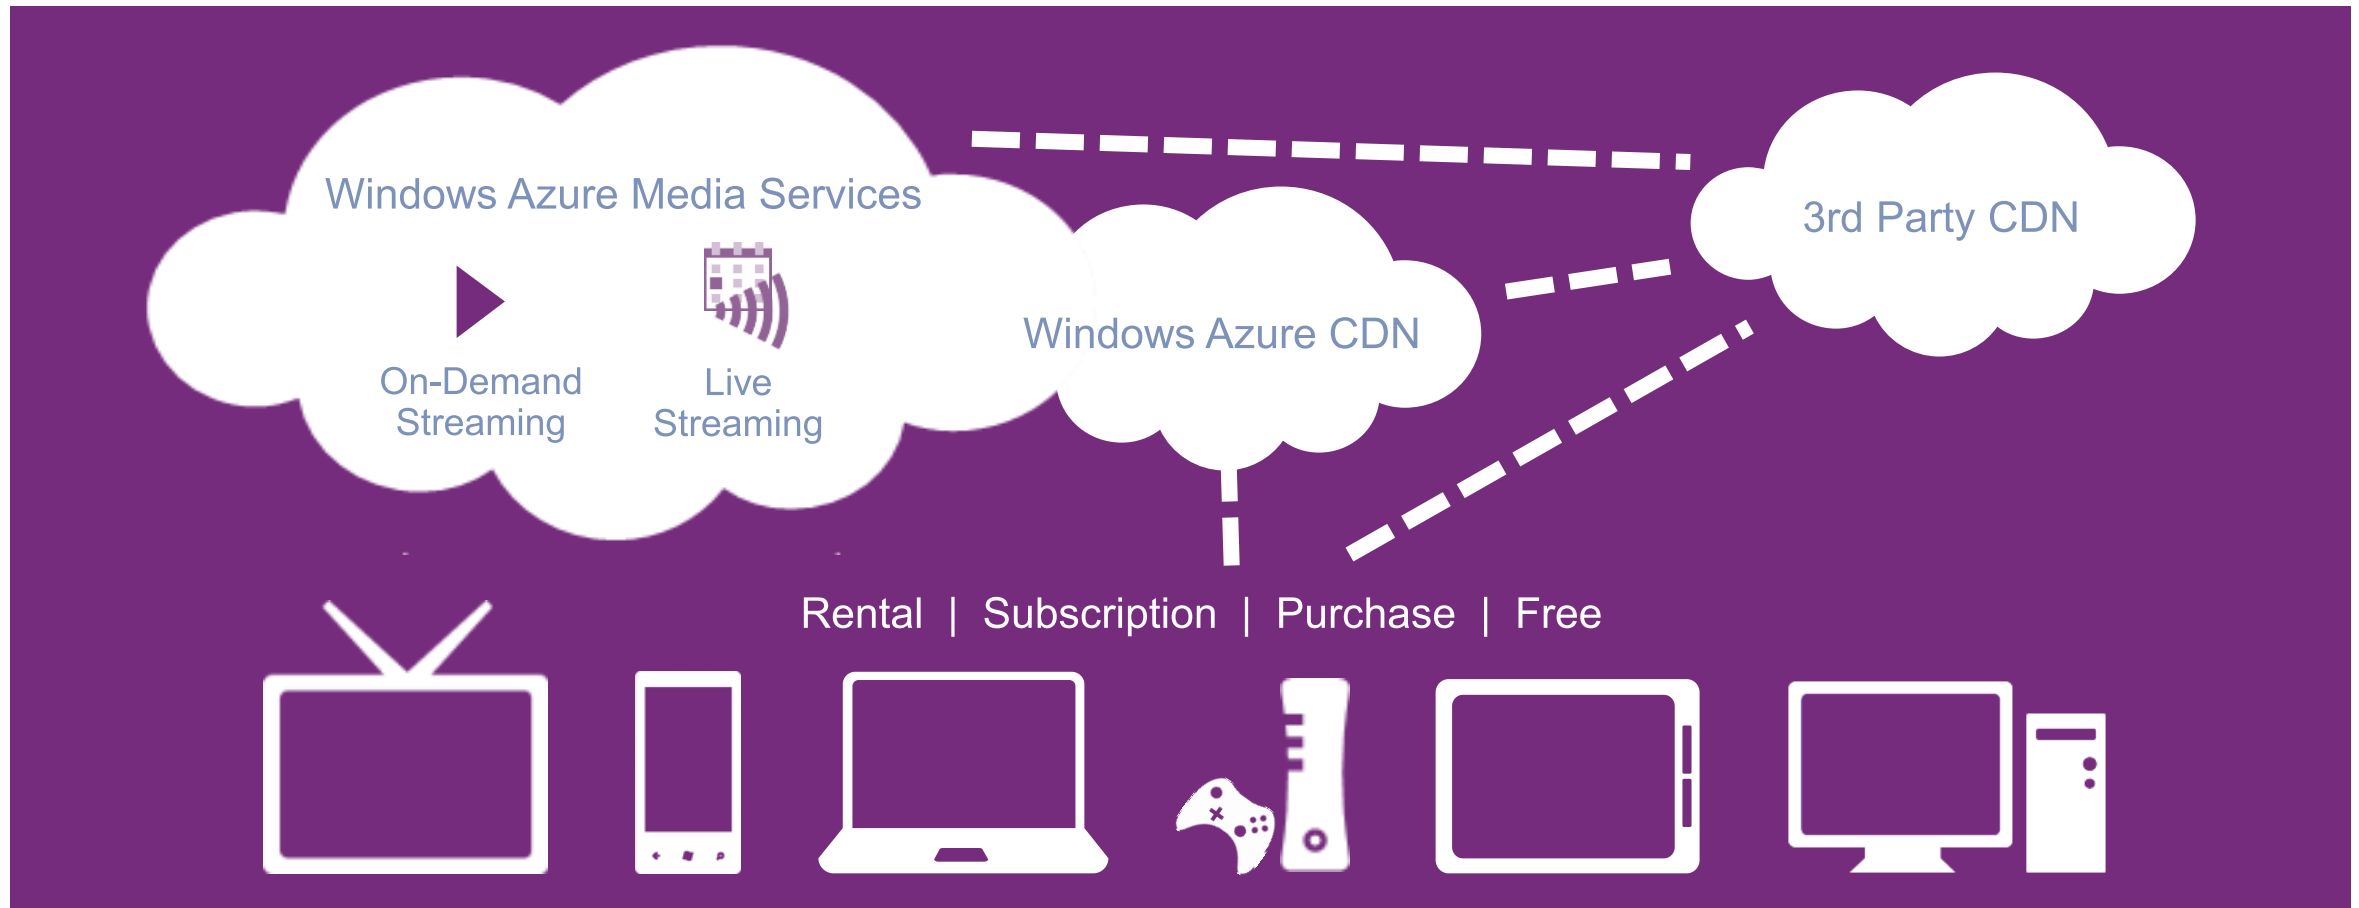 Windows Azure Media Services
3rd Party CDN
Windows Azure CDN
On-Demand
Streaming
Live
Streaming
Rental | Subscription | Purchase | Free